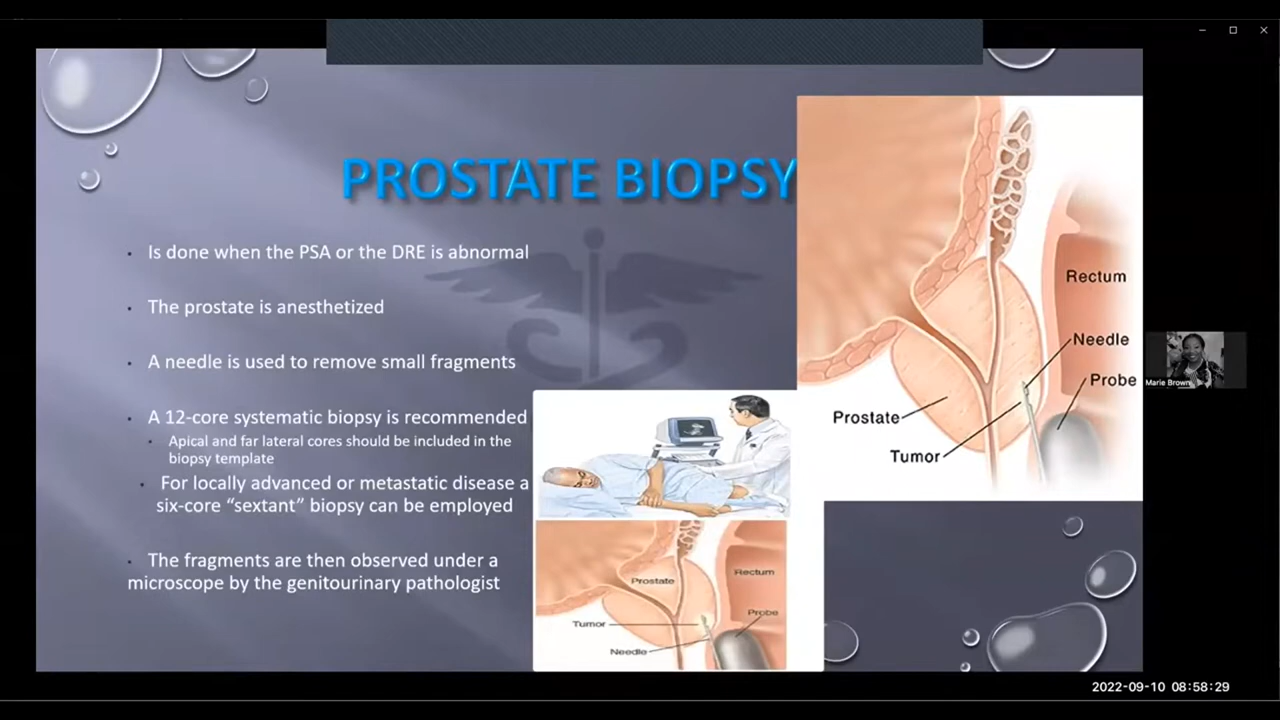 PROSTATE BIOPSY
Is done when the PSA or the DRE is abnormal
The prostate is anesthetized
A needle is used to remove small fragments
A 12-core systematic biopsy is recommended
Apical and far lateral cores should be included in the
biopsy template
For locally advanced or metastatic disease a
six-core “sextant” biopsy can be employed
The fragments are then observed under a
microscope by the genitourinary pathologist
Rectum
Needle
Probe
Prostate
Tumor
Prostate
Rectum
Tumor
Probe
Needle
Marie Brown
2022-09-10 08:58:29